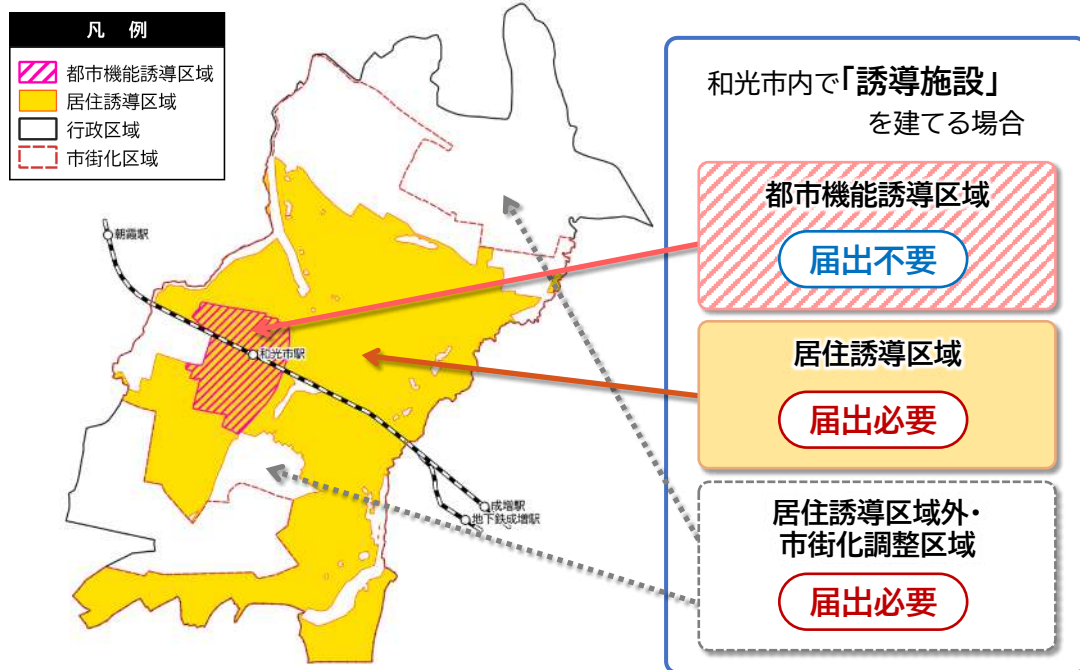 凡 例
都市機能誘導区域
居住誘導区域
行政区域
市街化区域
朝霞駅
和光市駅
成増駅
地下鉄成増駅
和光市内で「誘導施設」
を建てる場合
都市機能誘導区域
届出不要
居住誘導区域
届出必要
居住誘導区域外・
市街化調整区域
届出必要